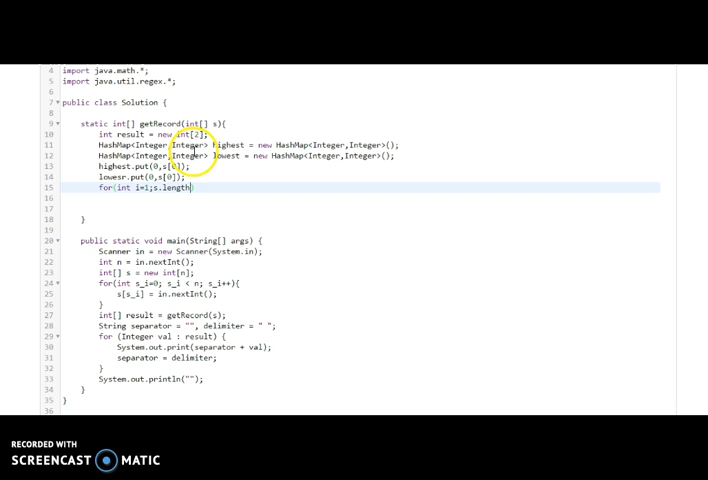 4 import java.math.*;
5 import java.util.regex.*;
6
7 public class Solution {
8
9 static int[] getRecord(int[] s){
10 int result = new int[2];
11 HashMap<Integer,Integer> highest = new HashMap<Integer,Integer>();
12 HashMap<Integer,Integer> lowest = new HashMap<Integer,Integer>();
13 highest.put(0,s[0]);
14 lowesr.put(0,s[0]);
15 for(int i=1;s.length)
16
17
18 }
19
20 public static void main(String[] args) {
21 Scanner in = new Scanner(System.in);
22 int n = in.nextInt();
23 int[] s = new int[n];
24 for(int s_i=0; s_i < n; s_i++){
25 s[s_i] = in.nextInt();
26 }
27 int[] result = getRecord(s);
28 String separator = "", delimiter = " ";
29 for (Integer val : result) {
30 System.out.print(separator + val);
31 separator = delimiter;
32 }
33 System.out.println("");
34 }
35 }
36
RECORDED WITH
SCREENCAST MATIC